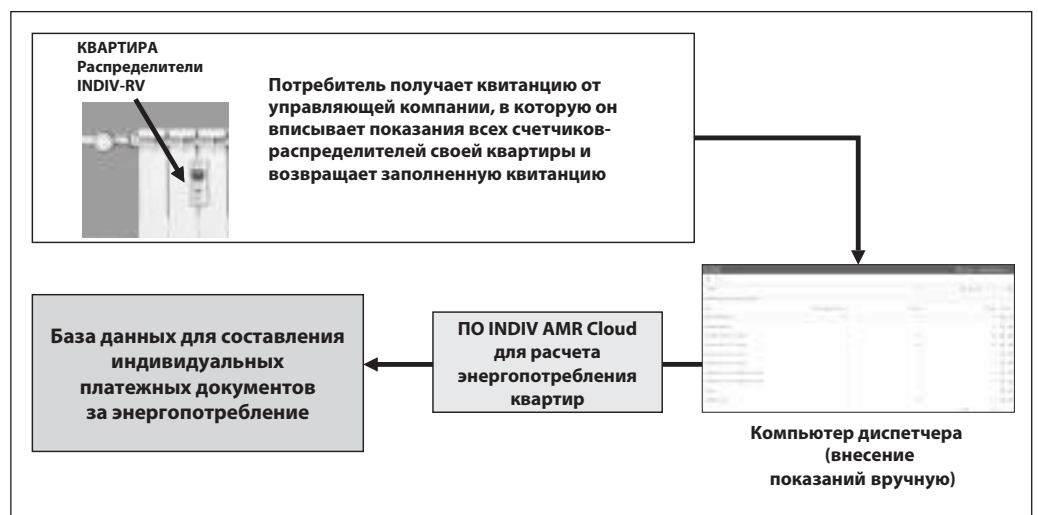 КВАРТИРА
Распределители
INDIV-RV
Потребитель получает квитанцию от
управляющей компании, в которую он
вписывает показания всех счетчиков-
распределителей своей квартиры и
возвращает заполненную квитанцию
База данных для составления
индивидуальных
платежных документов
за энергопотребление
ПО INDIV AMR Cloud
для расчета
энергопотребления
квартир
Компьютер диспетчера
(внесение
показаний вручную)